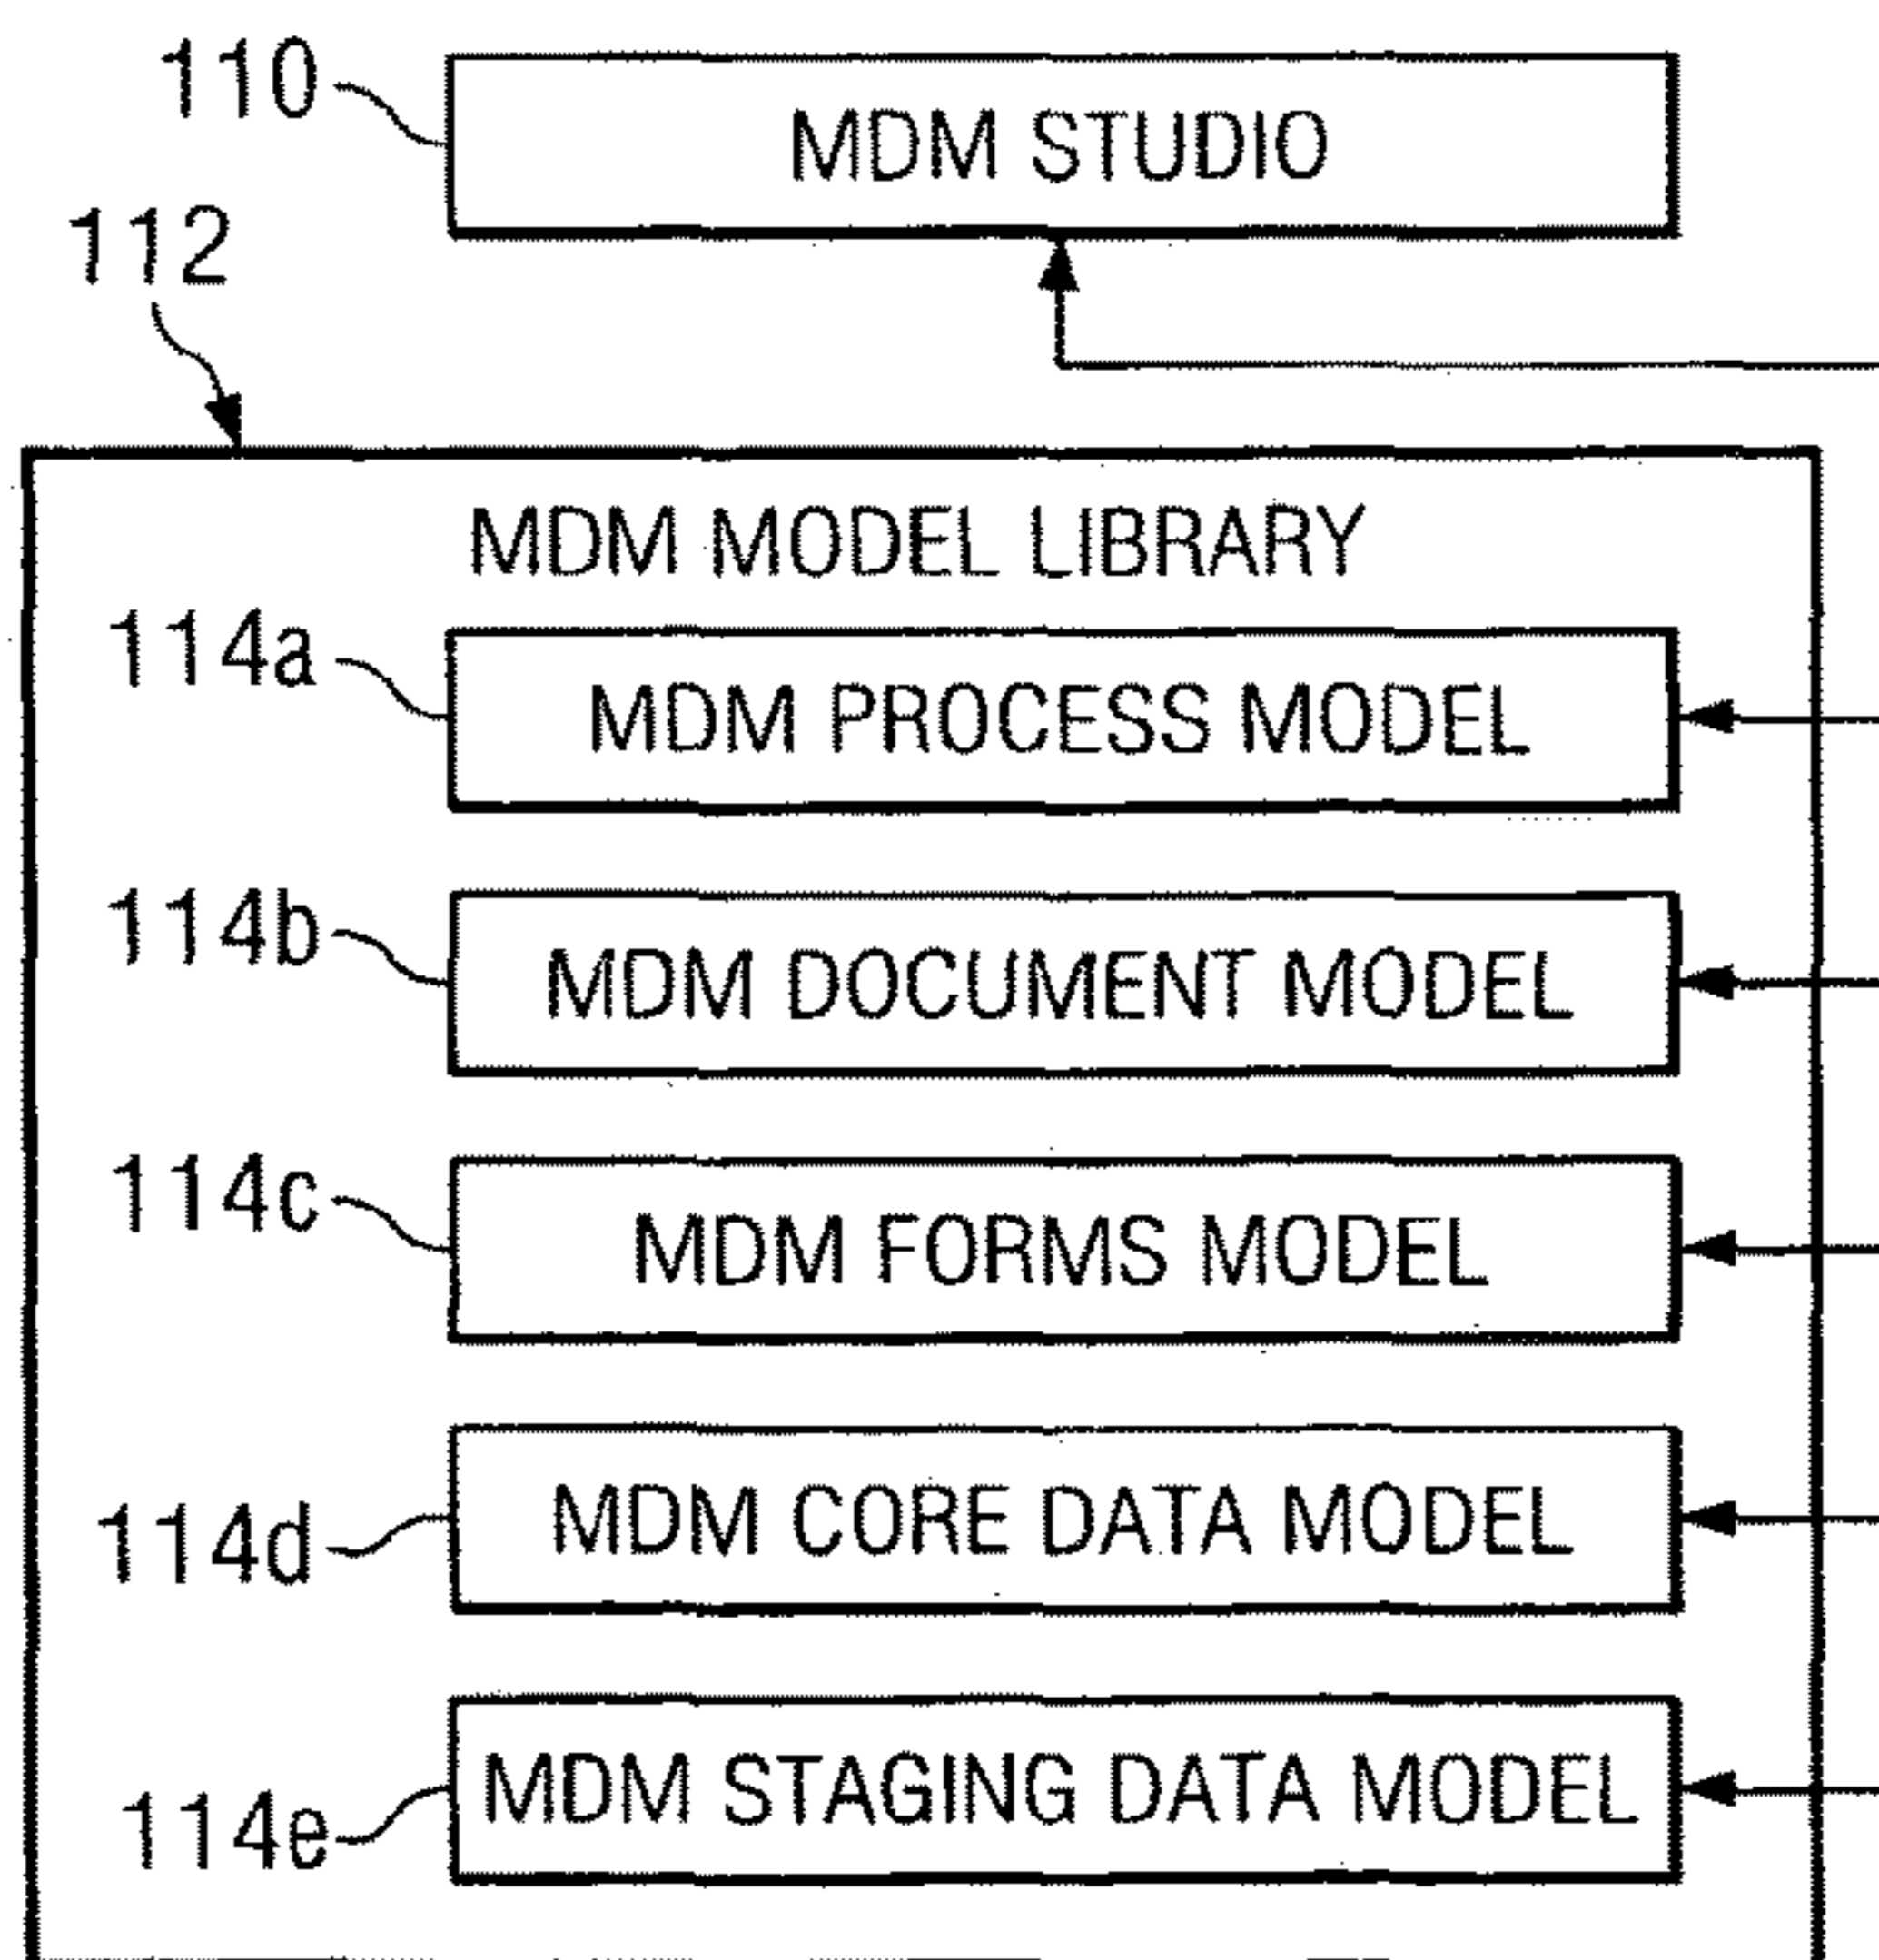 110
MDM STUDIO
112
MDM MODEL LIBRARY
114a
MDM PROCESS MODEL
114b
MDM DOCUMENT MODEL
114c
MDM FORMS MODEL
114d
MDM CORE DATA MODEL
114e
MDM STAGING DATA MODEL